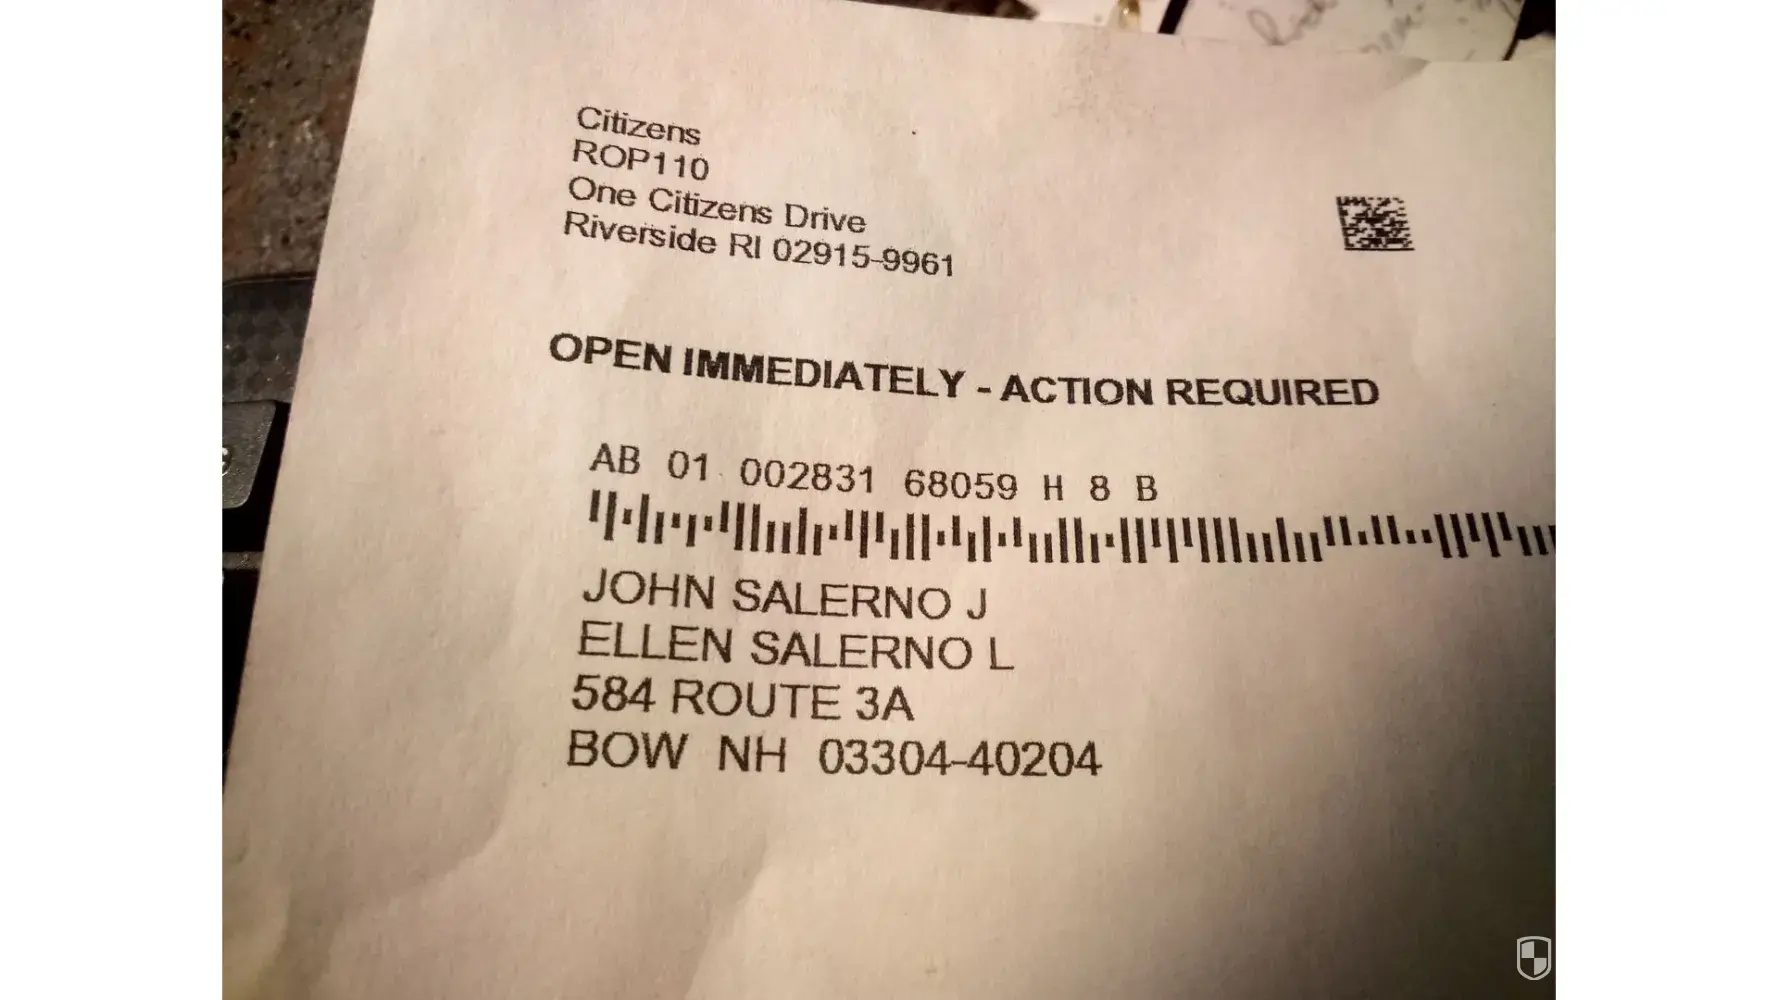 Citizens
ROP110
One Citizens Drive
Riverside RI 02915-9961
OPEN IMMEDIATELY - ACTION REQUIRED
AB 01 002831 68059 H 8 B
JOHN SALERNO J
ELLEN SALERNO L
584 ROUTE 3A
BOW NH 03304-40204